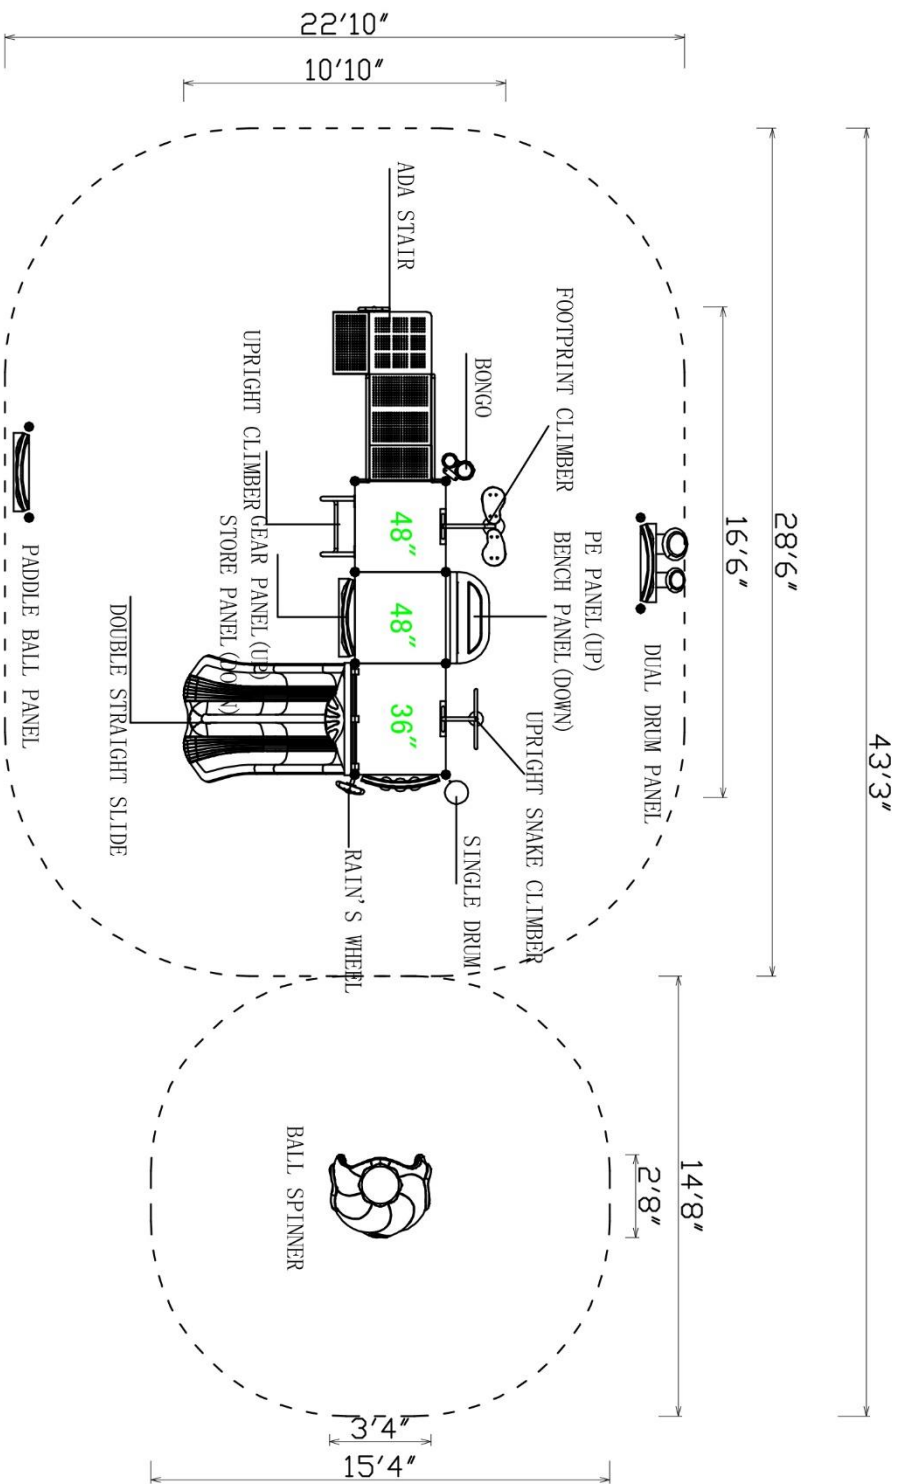 22'10"
10'10"
ADA STAIR
FOOTPRINT CLIMBER
BONGO
UPRIGHT CLIMBER
GEAR PANEL(UP)
STORE PANEL(DOWN)
48"
48"
36"
PE PANEL(UP)
BENCH PANEL(DOWN)
28'6"
16'6"
43'3"
PADDLE BALL PANEL
DUAL DRUM PANEL
DOUBLE STRAIGHT SLIDE
UPRIGHT SNAKE CLIMBER
SINGLE DRUM
RAIN'S WHEEL
BALL SPINNER
14'8"
2'8"
3'4"
15'4"